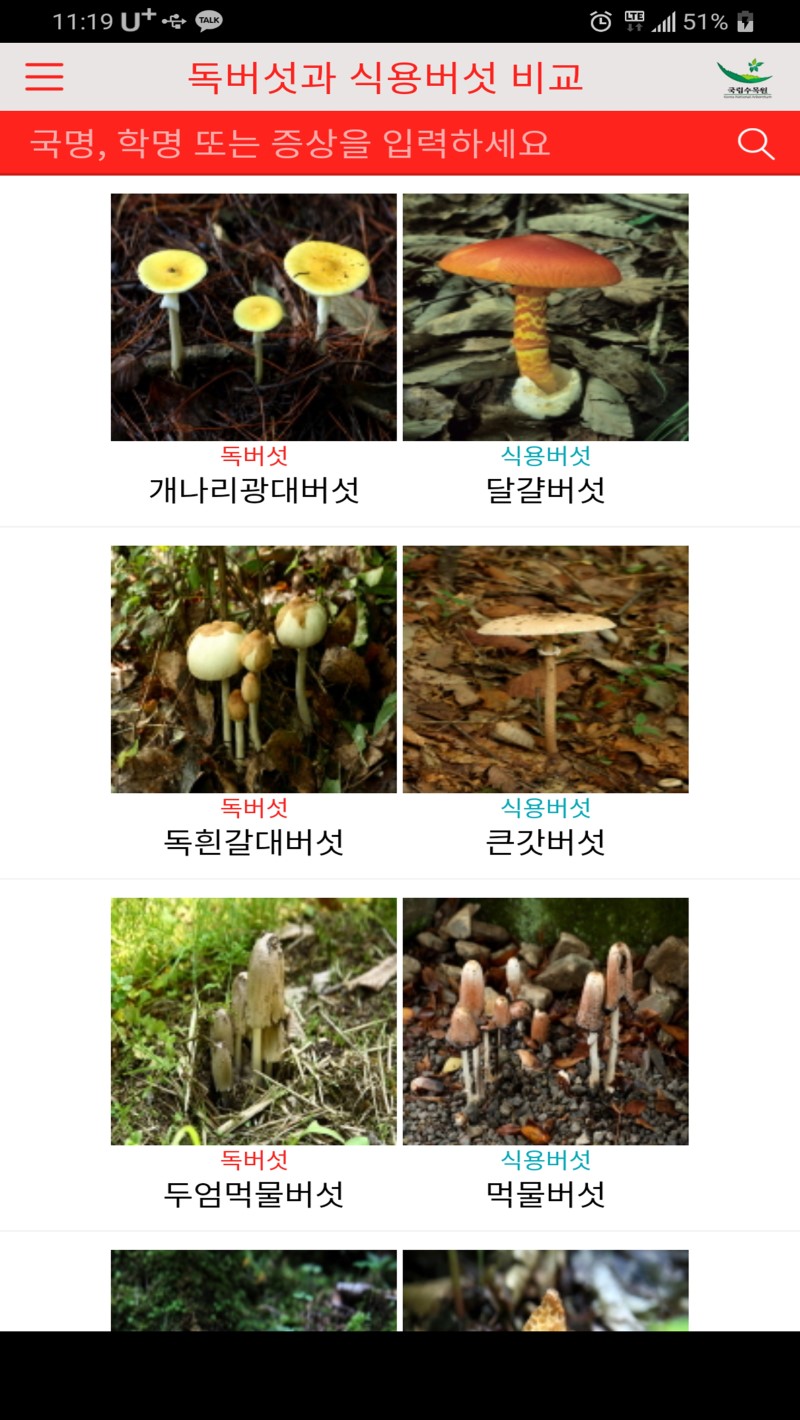 11:19 U+ TALK LTE 51%
독버섯과 식용버섯 비교
국립수목원
국명, 학명 또는 증상을 입력하세요
독버섯 식용버섯
개나리광대버섯 달걀버섯
독버섯 식용버섯
독흰갈대버섯 큰갓버섯
독버섯 식용버섯
두엄먹물버섯 먹물버섯